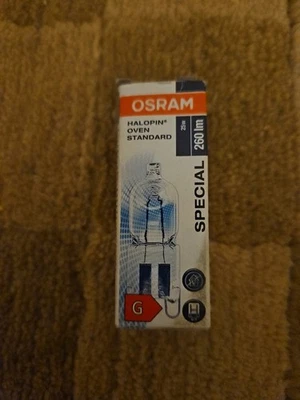 OSRAM
HALOPIN®
OVEN
STANDARD
260 lm
SPECIAL
G